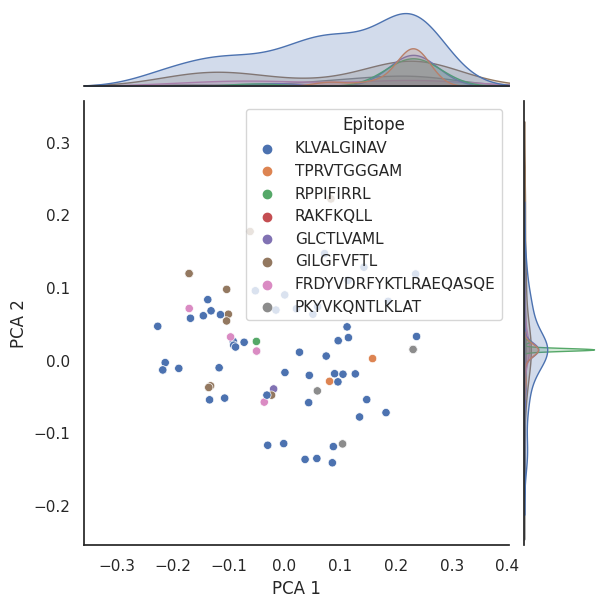 Epitope
KLVALGINAV
TPRVTGGGAM
RPPIFIRRL
RAKFKQLL
GLCTLVAML
GILGFVFTL
FRDYVDRFYKTLRAEQASQE
PKYVKQNTLKLAT
0.3
0.2
0.1
0.0
−0.1
−0.2
PCA 2
−0.3 −0.2 −0.1 0.0 0.1 0.2 0.3 0.4
PCA 1